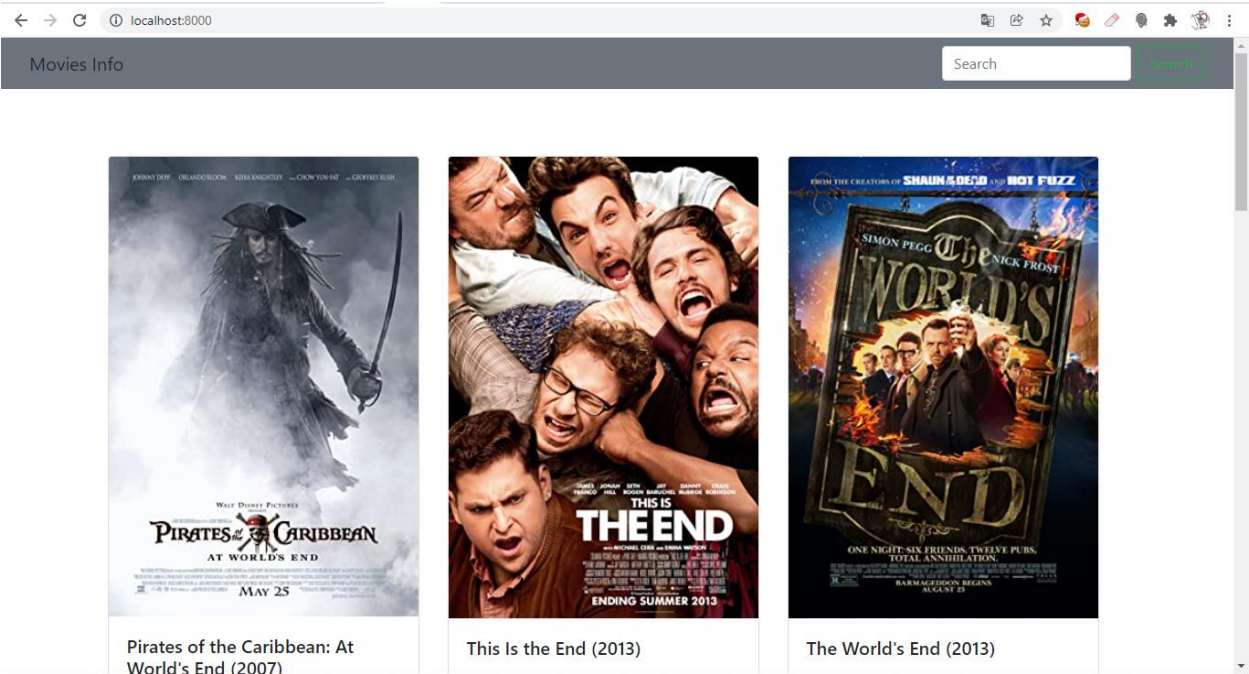 localhost:8000
Movies Info
Search
Search
JOHNNY DEPP ORLANDO BLOOM KEIRA KNIGHTLEY AND CHOW YUN-FAT AND GEOFFREY RUSH
WALT DISNEY PICTURES
PRESENTS
PIRATES of the CARIBBEAN
AT WORLD'S END
MAY 25
Pirates of the Caribbean: At
World's End (2007)
JAMES FRANCO JONAH HILL SETH ROGEN JAY BARUCHEL DANNY McBRIDE CRAIG ROBINSON
THIS IS
THE END
WITH MICHAEL CERA AND EMMA WATSON
ENDING SUMMER 2013
This Is the End (2013)
FROM THE CREATORS OF SHAUN of the DEAD AND HOT FUZZ
SIMON PEGG
NICK FROST
The
WORLD'S
END
ONE NIGHT. SIX FRIENDS. TWELVE PUBS.
TOTAL ANNIHILATION.
BARMAGEDDON BEGINS
AUGUST 23
The World's End (2013)